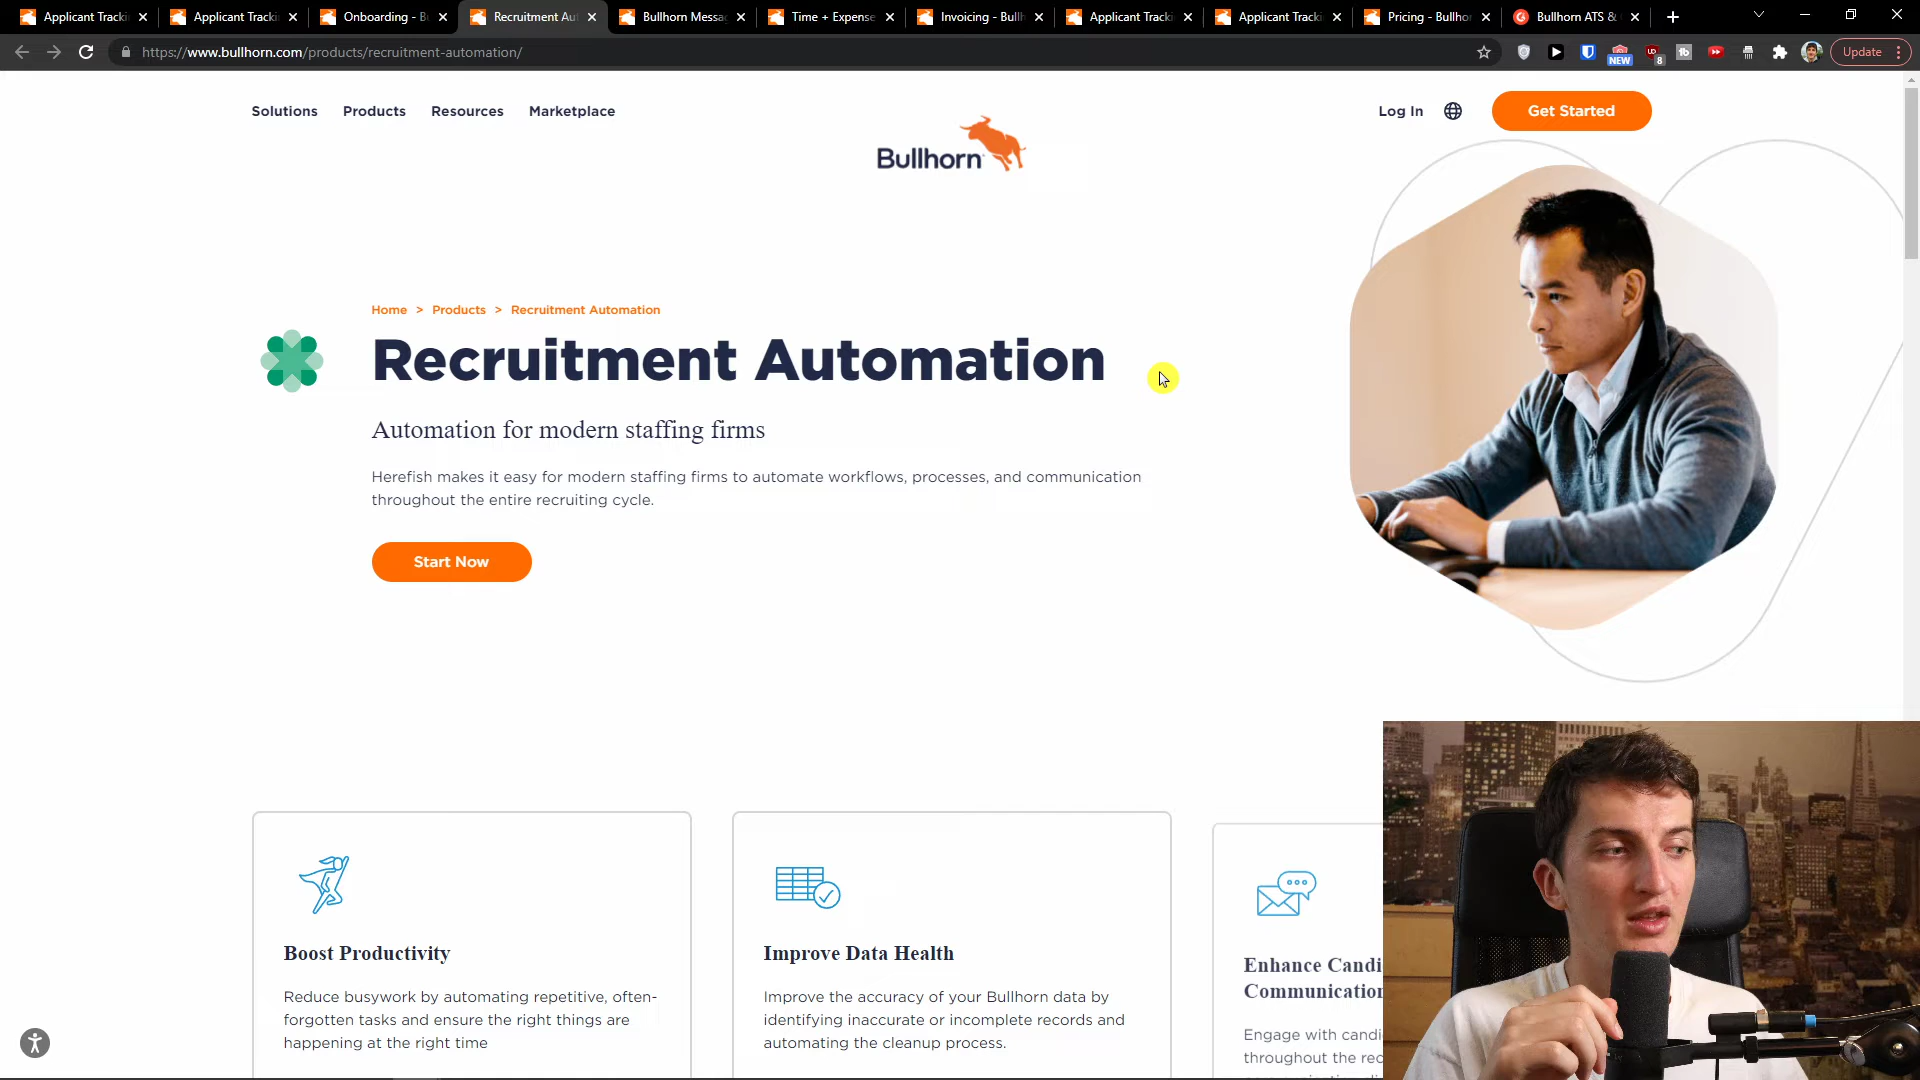 Applicant Tracki
Applicant Tracki
Onboarding - B
Recruitment Au
Bullhorn Messa
Time + Expense
Invoicing - Bullh
Applicant Tracki
Applicant Tracki
Pricing - Bullho
Bullhorn ATS &
https://www.bullhorn.com/products/recruitment-automation/
NEW
8
Update
Solutions
Products
Resources
Marketplace
Bullhorn
Log In
Get Started
Home > Products > Recruitment Automation
Recruitment Automation
Automation for modern staffing firms
Herefish makes it easy for modern staffing firms to automate workflows, processes, and communication
throughout the entire recruiting cycle.
Start Now
Boost Productivity
Reduce busywork by automating repetitive, often-
forgotten tasks and ensure the right things are
happening at the right time
Improve Data Health
Improve the accuracy of your Bullhorn data by
identifying inaccurate or incomplete records and
automating the cleanup process.
Enhance Candi
Communication
Engage with candi
throughout the rec